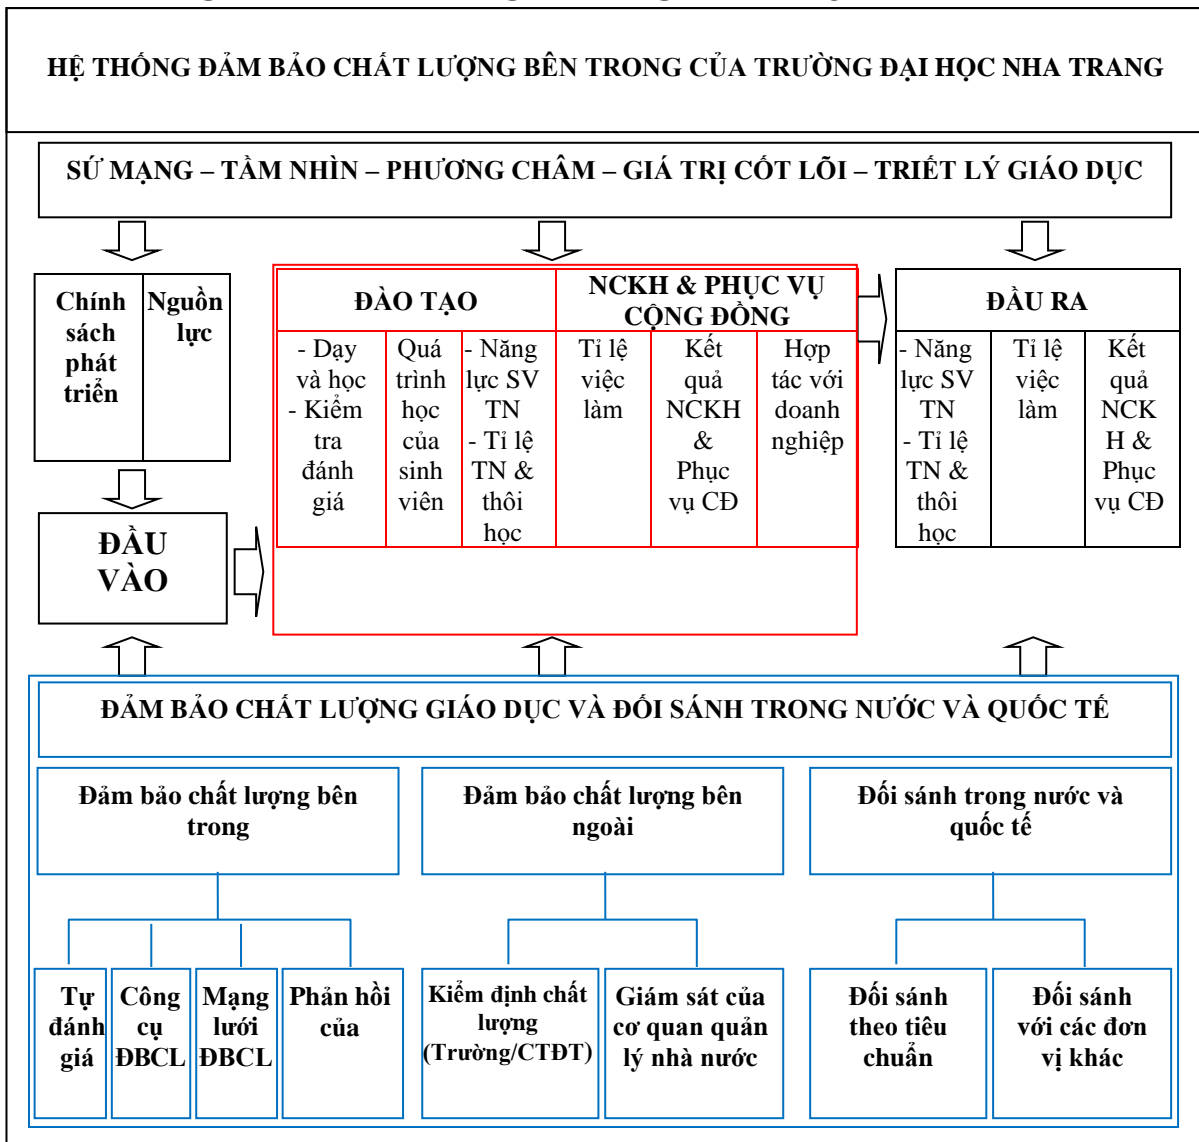 HỆ THỐNG ĐẢM BẢO CHẤT LƯỢNG BÊN TRONG CỦA TRƯỜNG ĐẠI HỌC NHA TRANG
SỨ MẠNG – TẦM NHÌN – PHƯƠNG CHÂM – GIÁ TRỊ CỐT LÕI – TRIẾT LÝ GIÁO DỤC
Chính
sách
phát
triển
Nguồn
lực
ĐẦU
VÀO
ĐÀO TẠO
NCKH & PHỤC VỤ
CỘNG ĐỒNG
- Dạy
và học
- Kiểm
tra
đánh
giá
Quá
trình
học
của
sinh
viên
- Năng
lực SV
TN
- Tỉ lệ
TN &
thôi
học
Tỉ lệ
việc
làm
Kết
quả
NCKH
&
Phục
vụ CĐ
Hợp
tác với
doanh
nghiệp
ĐẦU RA
- Năng
lực SV
TN
- Tỉ lệ
TN &
thôi
học
Tỉ lệ
việc
làm
Kết
quả
NCK
H &
Phục
vụ CĐ
ĐẢM BẢO CHẤT LƯỢNG GIÁO DỤC VÀ ĐỐI SÁNH TRONG NƯỚC VÀ QUỐC TẾ
Đảm bảo chất lượng bên
trong
Đảm bảo chất lượng bên
ngoài
Đối sánh trong nước và
quốc tế
Tự
đánh
giá
Công
cụ
ĐBCL
Mạng
lưới
ĐBCL
Phản hồi
của
Kiểm định chất
lượng
(Trường/CTĐT)
Giám sát của
cơ quan quản
lý nhà nước
Đối sánh
theo tiêu
chuẩn
Đối sánh
với các đơn
vị khác